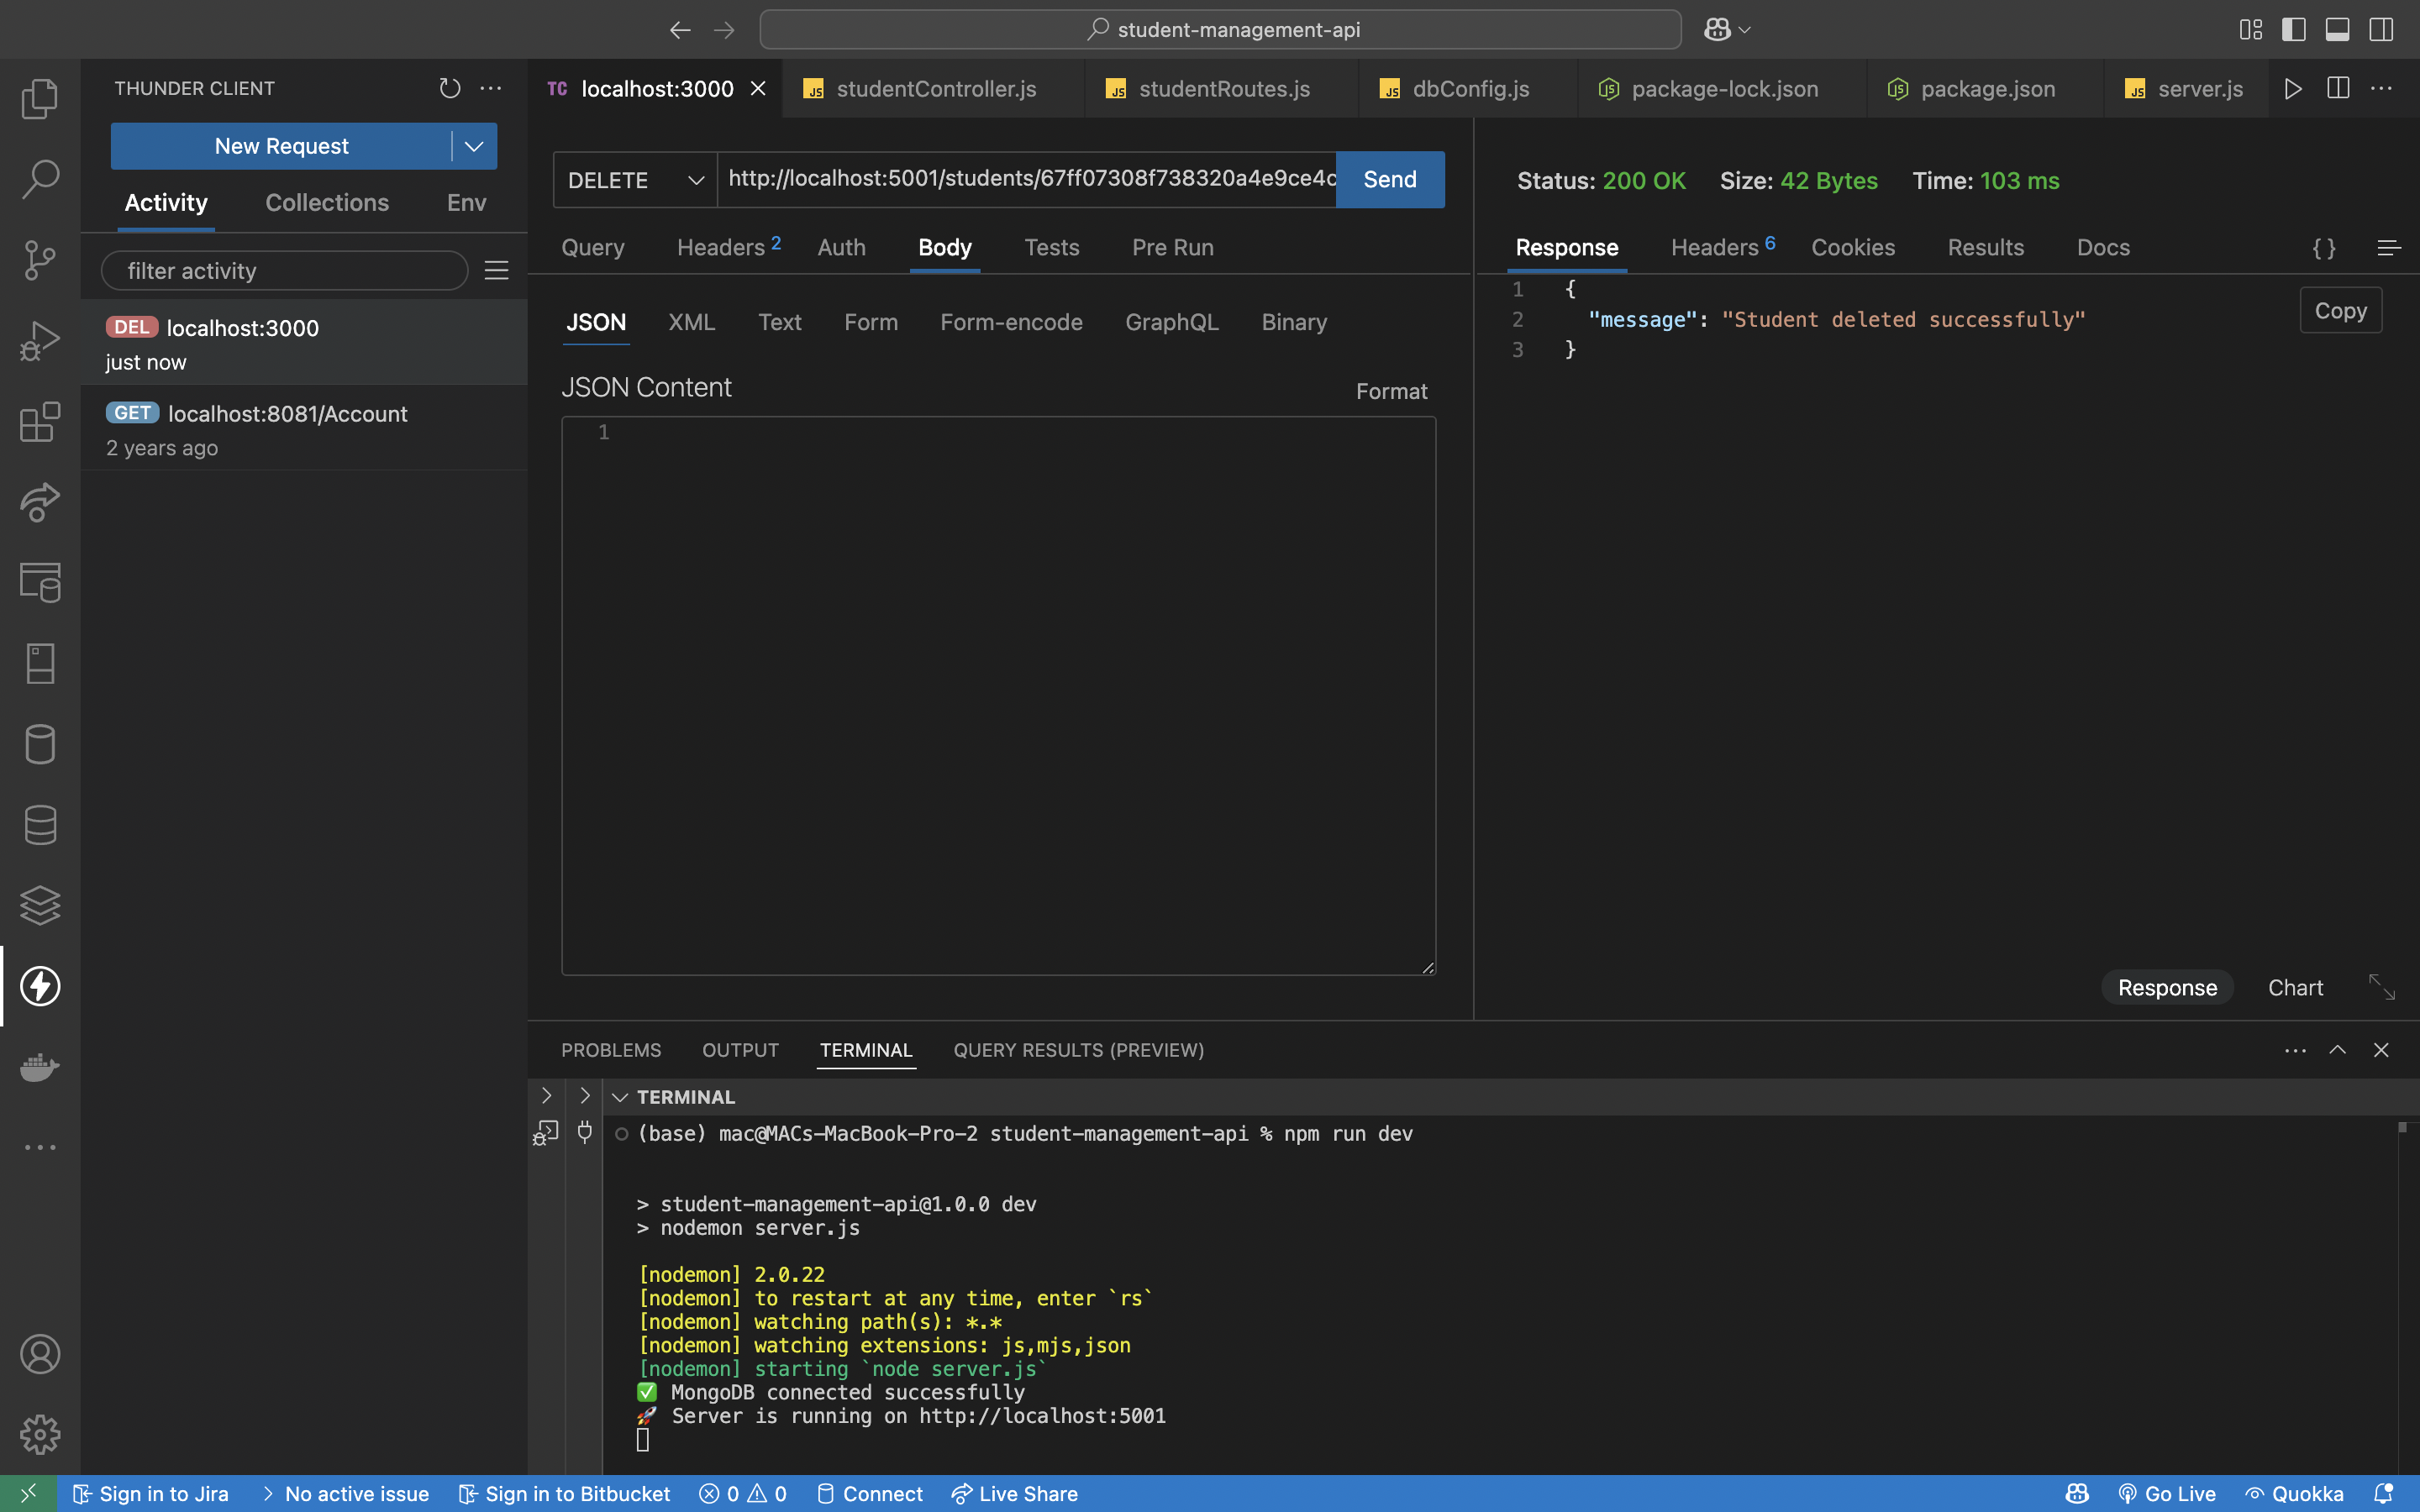 student-management-api
THUNDER CLIENT
New Request
Activity Collections Env
filter activity
DEL localhost:3000
just now
GET localhost:8081/Account
2 years ago
TC localhost:3000
JS studentController.js
JS studentRoutes.js
JS dbConfig.js
package-lock.json
package.json
JS server.js
DELETE http://localhost:5001/students/67ff07308f738320a4e9ce4c Send
Query Headers 2 Auth Body Tests Pre Run
JSON XML Text Form Form-encode GraphQL Binary
JSON Content Format
1
Status: 200 OK Size: 42 Bytes Time: 103 ms
Response Headers 6 Cookies Results Docs { }
1 {
2 "message": "Student deleted successfully"
3 }
Copy
Response Chart
PROBLEMS OUTPUT TERMINAL QUERY RESULTS (PREVIEW)
TERMINAL
(base) mac@MACs-MacBook-Pro-2 student-management-api % npm run dev
> student-management-api@1.0.0 dev
> nodemon server.js
[nodemon] 2.0.22
[nodemon] to restart at any time, enter `rs`
[nodemon] watching path(s): *.*
[nodemon] watching extensions: js,mjs,json
[nodemon] starting `node server.js`
✅ MongoDB connected successfully
🚀 Server is running on http://localhost:5001
Sign in to Jira > No active issue Sign in to Bitbucket 0 0 Connect Live Share Go Live Quokka